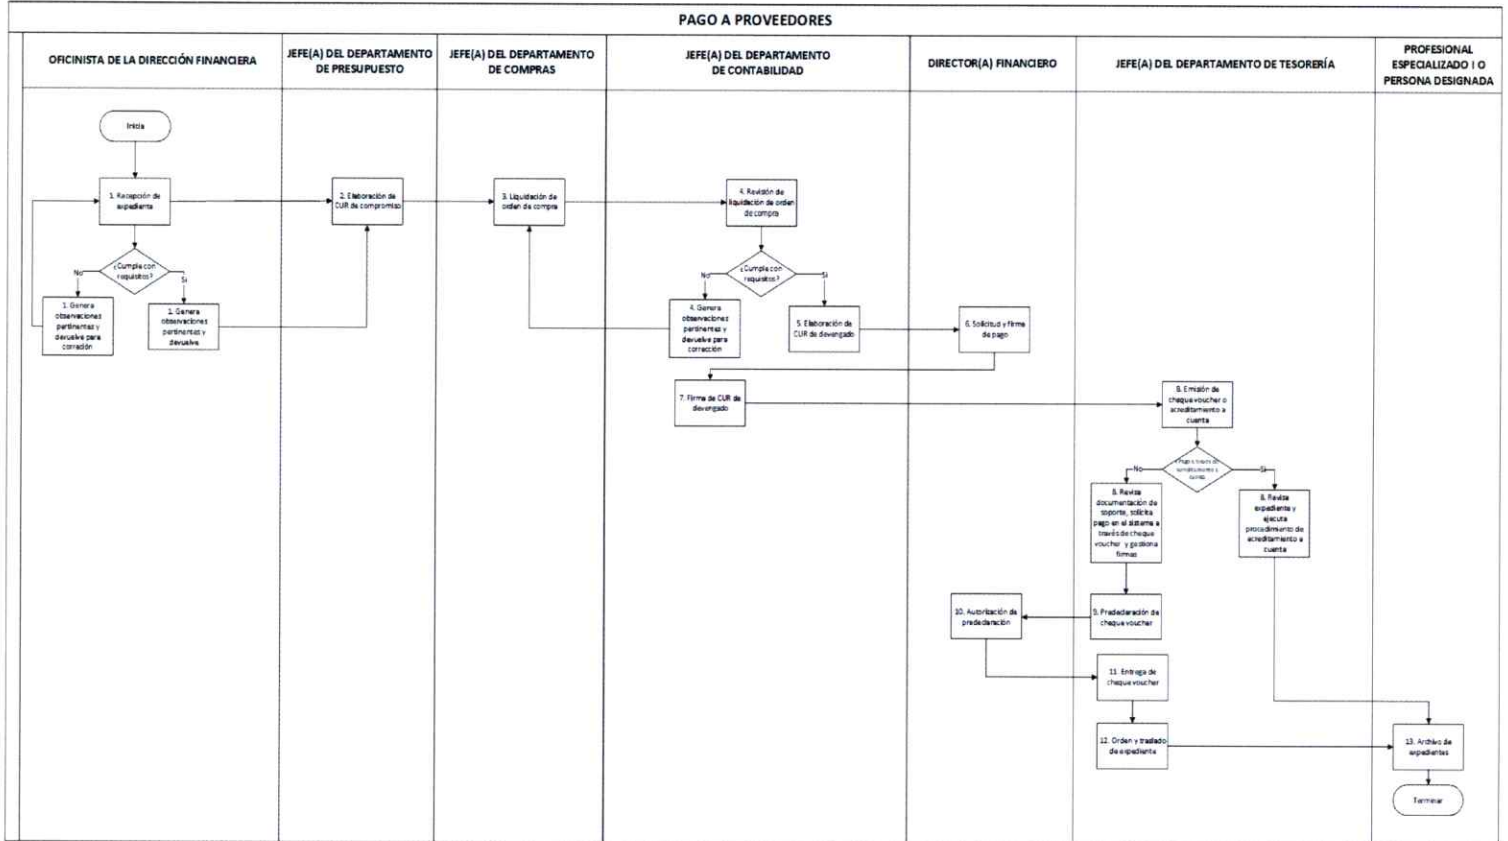 PAGO A PROVEEDORES
OFICINISTA DE LA DIRECCIÓN FINANCIERA
JEFE(A) DEL DEPARTAMENTO
DE PRESUPUESTO
JEFE(A) DEL DEPARTAMENTO
DE COMPRAS
JEFE(A) DEL DEPARTAMENTO
DE CONTABILIDAD
DIRECTOR(A) FINANCIERO
JEFE(A) DEL DEPARTAMENTO DE TESORERÍA
PROFESIONAL
ESPECIALIZADO I O
PERSONA DESIGNADA
Inicia
1. Recepción de
expediente
2. Elaboración de
CUR de compromiso
3. Liquidación de
orden de compra
4. Revisión de
liquidación de orden
de compra
¿Cumple con
requisitos?
No
Si
1. Genera
observaciones
pertinentes y
devuelve para
correción
1. Genera
observaciones
pertinentes y
devuelve
¿Cumple con
requisitos?
No
Si
4. Genera
observaciones
pertinentes y
devuelve para
corrección
5. Elaboración de
CUR de devengado
6. Solicitud y firma
de pago
7. Firma de CUR de
devengado
8. Emisión de
cheque voucher o
acreditamiento a
cuenta
¿Pago a través de
acreditamiento a
cuenta?
No
Si
8. Revisa
documentación de
soporte, solicita
pago en el sistema a
través de cheque
voucher y gestiona
firmas
8. Revisa
expediente y
ejecuta
procedimiento de
acreditamiento a
cuenta
9. Predeclaración de
cheque voucher
10. Autorización de
predeclaración
11. Entrega de
cheque voucher
12. Orden y traslado
de expediente
13. Archivo de
expedientes
Terminar